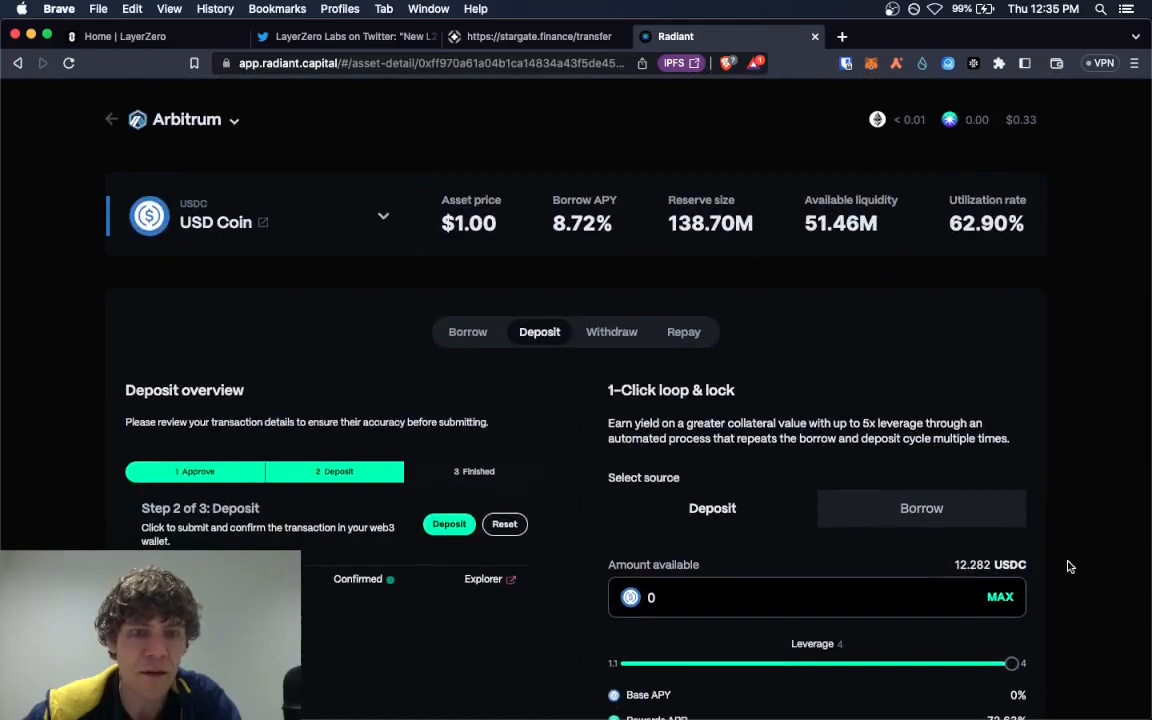 Brave File Edit View History Bookmarks Profiles Tab Window Help 99% Thu 12:35 PM
Home | LayerZero LayerZero Labs on Twitter: "New L2 https://stargate.finance/transfer Radiant
app.radiant.capital/#/asset-detail/0xff970a61a04b1ca14834a43f5de45... IPFS 7 1 VPN
Arbitrum < 0.01 0.00 $0.33
USDC
USD Coin
Asset price Borrow APY Reserve size Available liquidity Utilization rate
$1.00 8.72% 138.70M 51.46M 62.90%
Borrow Deposit Withdraw Repay
Deposit overview
Please review your transaction details to ensure their accuracy before submitting.
1 Approve 2 Deposit 3 Finished
Step 2 of 3: Deposit
Click to submit and confirm the transaction in your web3
wallet.
Deposit Reset
Confirmed Explorer
1-Click loop & lock
Earn yield on a greater collateral value with up to 5x leverage through an
automated process that repeats the borrow and deposit cycle multiple times.
Select source
Deposit Borrow
Amount available 12.282 USDC
0 MAX
Leverage 4
1.1 4
Base APY 0%